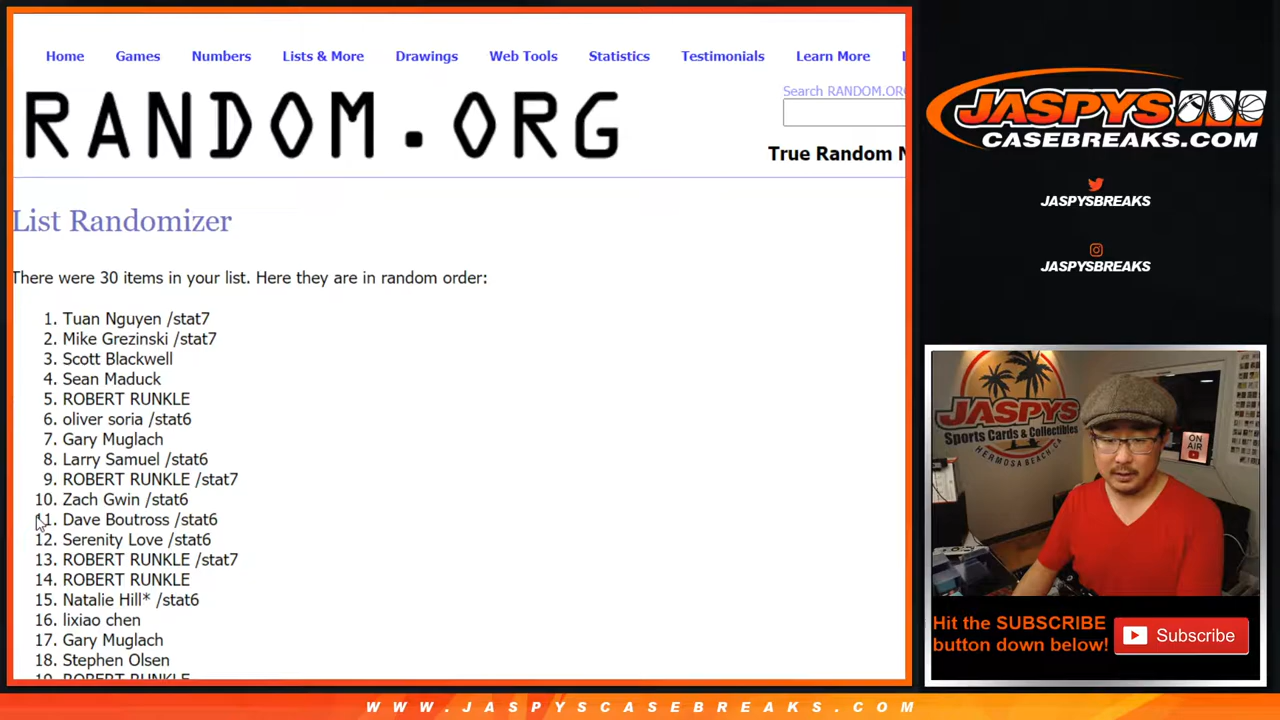 Home Games Numbers Lists & More Drawings Web Tools Statistics Testimonials Learn More
RANDOM.ORG
Search RANDOM.ORG
True Random N
List Randomizer
There were 30 items in your list. Here they are in random order:
1. Tuan Nguyen /stat7
2. Mike Grezinski /stat7
3. Scott Blackwell
4. Sean Maduck
5. ROBERT RUNKLE
6. oliver soria /stat6
7. Gary Muglach
8. Larry Samuel /stat6
9. ROBERT RUNKLE /stat7
10. Zach Gwin /stat6
11. Dave Boutross /stat6
12. Serenity Love /stat6
13. ROBERT RUNKLE /stat7
14. ROBERT RUNKLE
15. Natalie Hill* /stat6
16. lixiao chen
17. Gary Muglach
18. Stephen Olsen
19. ROBERT RUNKLE
JASPYS
CASEBREAKS.COM
JASPYSBREAKS
JASPYSBREAKS
JASPYS
Sports Cards & Collectibles
HERMOSA BEACH, CA
ON AIR
Hit the SUBSCRIBE
button down below!
Subscribe
WWW.JASPYSCASEBREAKS.COM